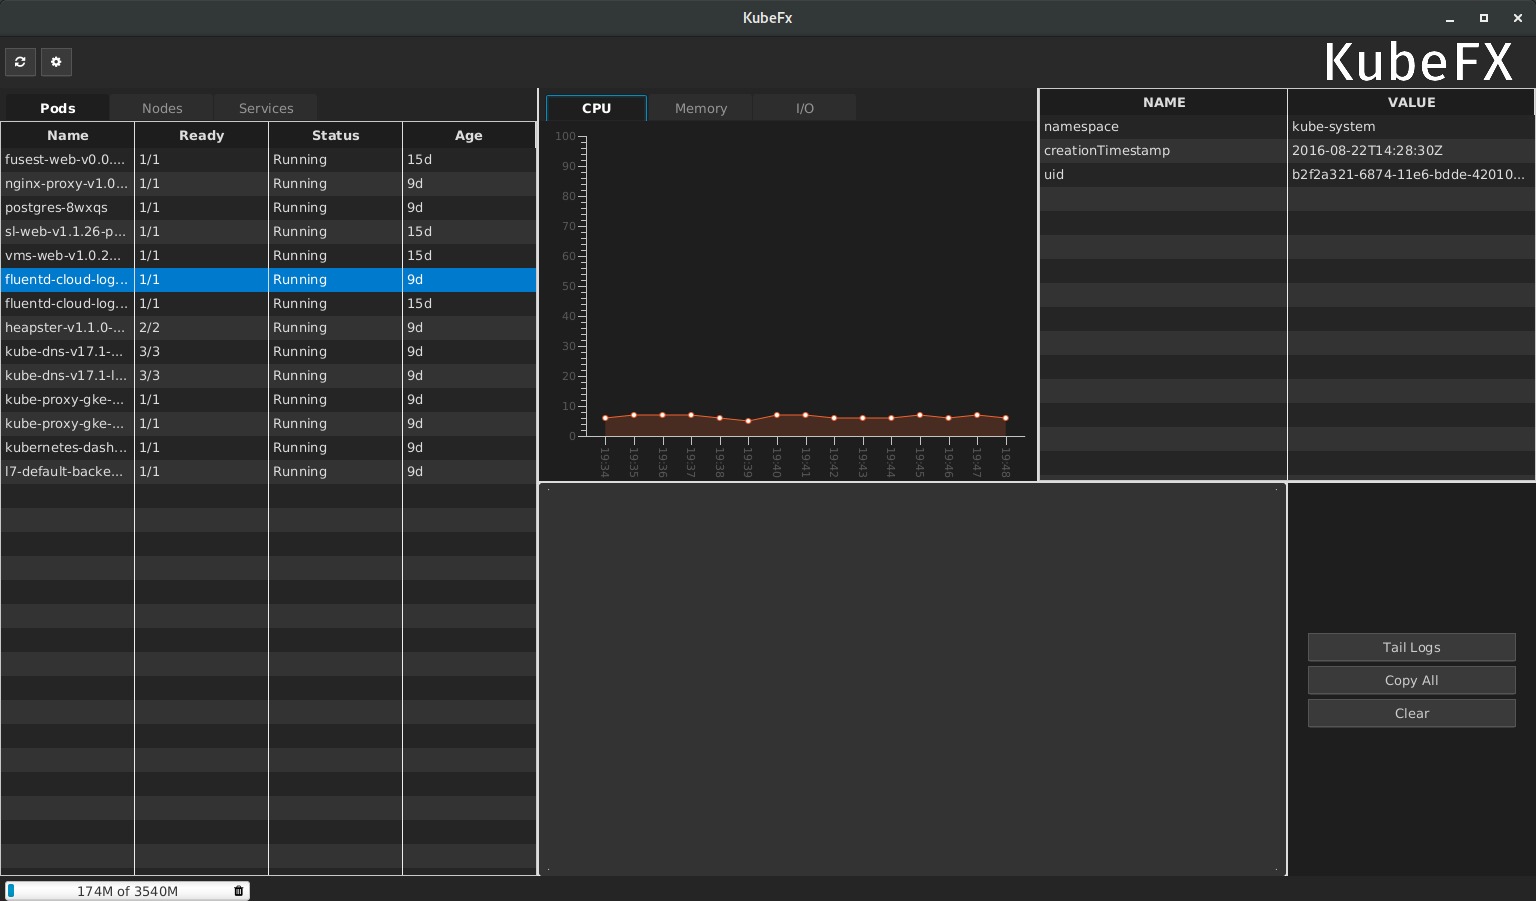 KubeFx
KubeFX
Pods Nodes Services
Name Ready Status Age
fusest-web-v0.0.... 1/1 Running 15d
nginx-proxy-v1.0... 1/1 Running 9d
postgres-8wxqs 1/1 Running 9d
sl-web-v1.1.26-p... 1/1 Running 15d
vms-web-v1.0.2... 1/1 Running 15d
fluentd-cloud-log... 1/1 Running 9d
fluentd-cloud-log... 1/1 Running 15d
heapster-v1.1.0-... 2/2 Running 9d
kube-dns-v17.1-... 3/3 Running 9d
kube-dns-v17.1-l... 3/3 Running 9d
kube-proxy-gke-... 1/1 Running 9d
kube-proxy-gke-... 1/1 Running 9d
kubernetes-dash... 1/1 Running 9d
l7-default-backe... 1/1 Running 9d
CPU Memory I/O
100
90
80
70
60
50
40
30
20
10
0
19:34 19:35 19:36 19:37 19:38 19:39 19:40 19:41 19:42 19:43 19:44 19:45 19:46 19:47 19:48
NAME VALUE
namespace kube-system
creationTimestamp 2016-08-22T14:28:30Z
uid b2f2a321-6874-11e6-bdde-42010...
Tail Logs
Copy All
Clear
174M of 3540M